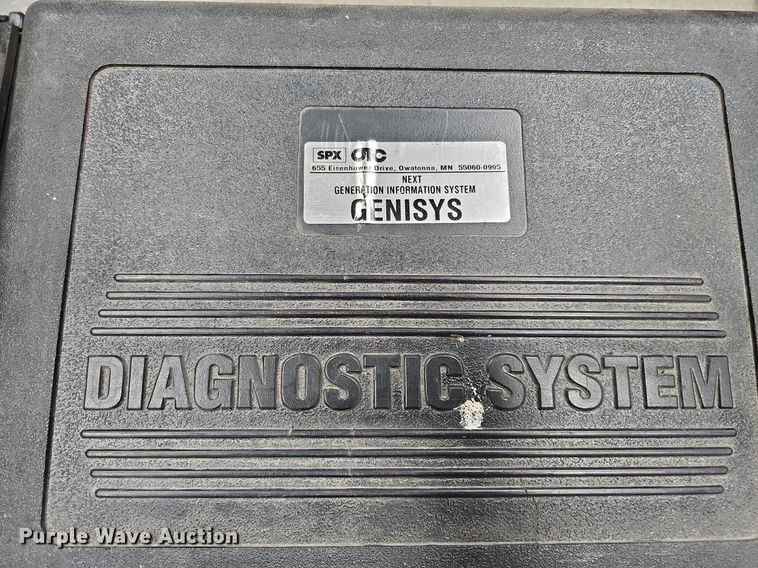 SPX OTC
655 Eisenhower Drive, Owatonna, MN 55060-0995
NEXT
GENERATION INFORMATION SYSTEM
GENISYS
DIAGNOSTIC SYSTEM
Purple Wave Auction